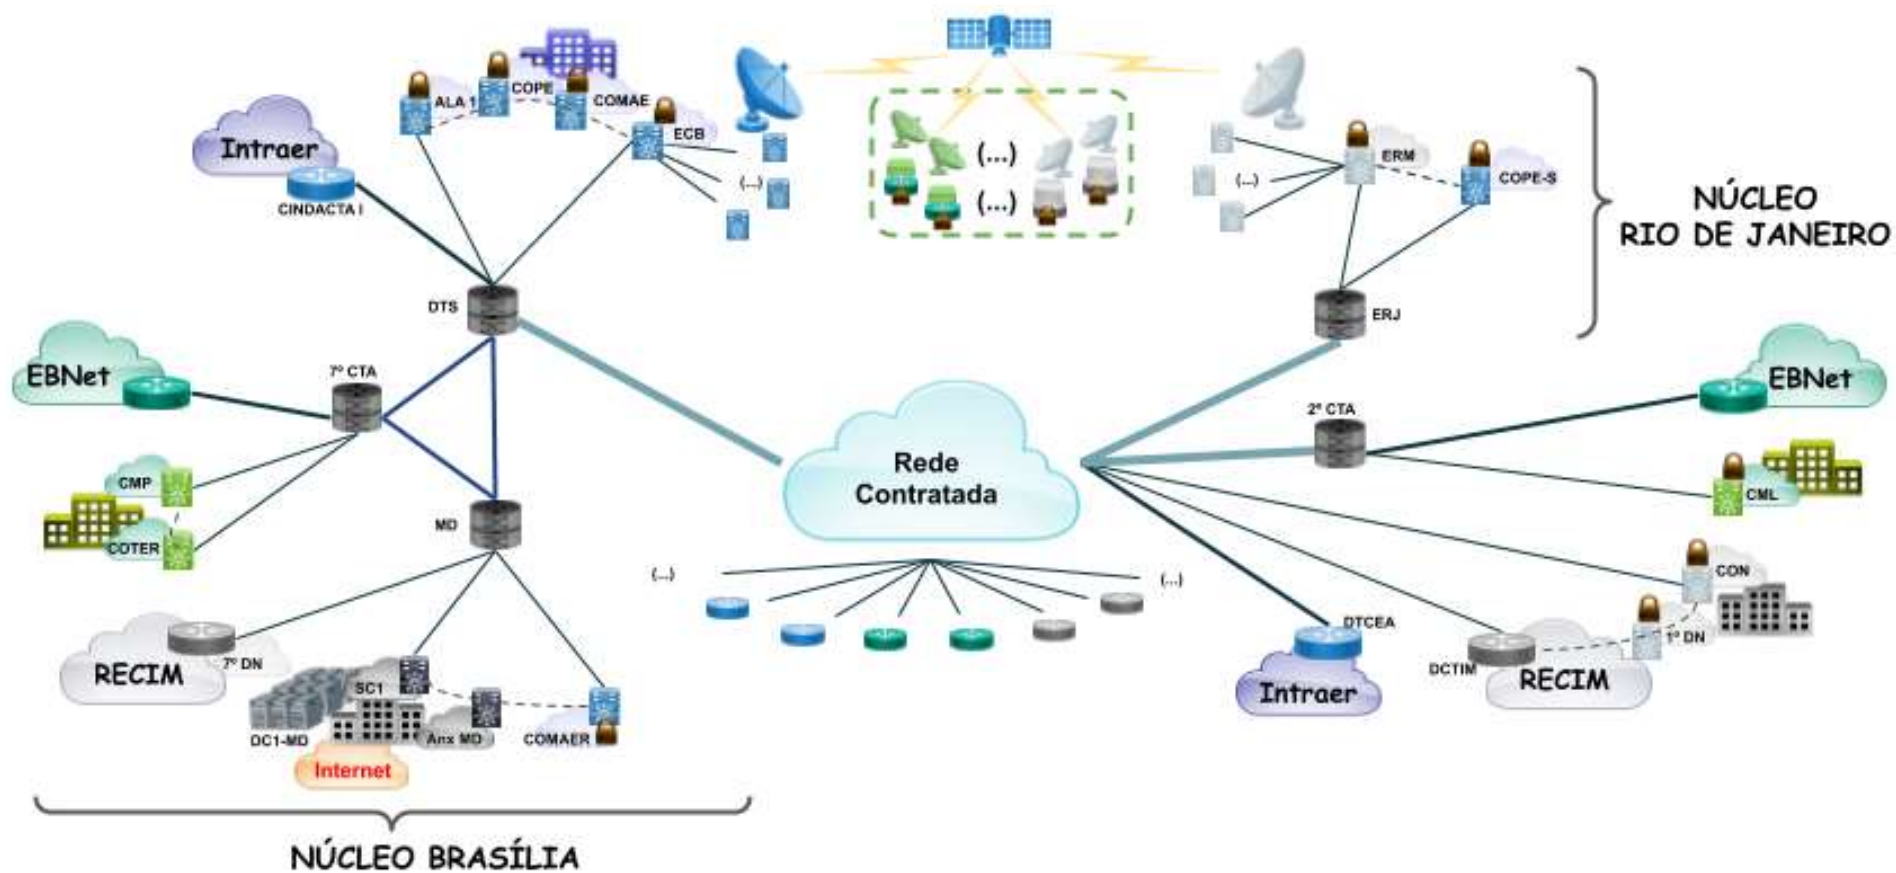 ALA 1
COPE
COMAE
ECB
Intraer
CINDACTA I
(...)
(...)
(...)
(...)
ERM
COPE-S
NÚCLEO
RIO DE JANEIRO
DTS
ERJ
EBNet
7º CTA
2º CTA
EBNet
CMP
COTER
Rede
Contratada
CML
MD
(...)
(...)
CON
RECIM
7º DN
SC1
DC1-MD
Anx MD
COMAER
Internet
DTCEA
Intraer
DCTIM
RECIM
1º DN
NÚCLEO BRASÍLIA